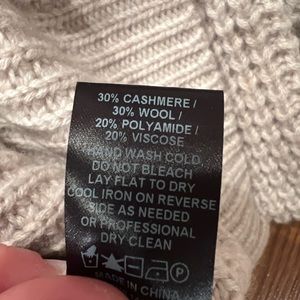 30% CASHMERE /
30% WOOL /
20% POLYAMIDE /
20% VISCOSE
HAND WASH COLD
DO NOT BLEACH
LAY FLAT TO DRY
COOL IRON ON REVERSE
SIDE AS NEEDED
OR PROFESSIONAL
DRY CLEAN
P
MADE IN CHINA